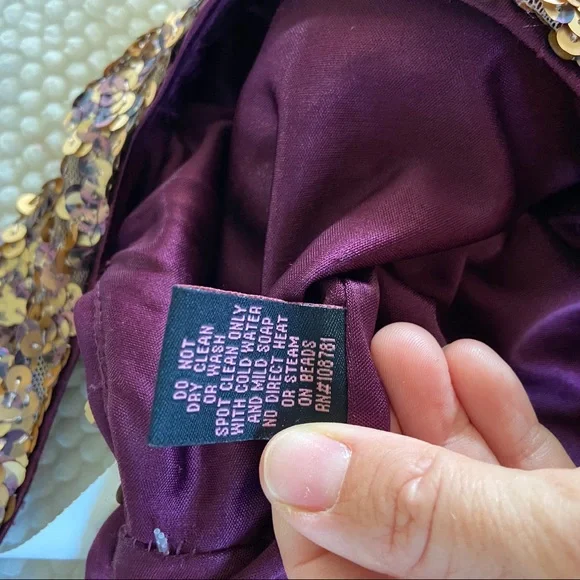 DO NOT
DRY CLEAN
OR WASH
SPOT CLEAN ONLY
WITH COLD WATER
AND MILD SOAP
NO DIRECT HEAT
OR STEAM
ON BEADS
RN#108781